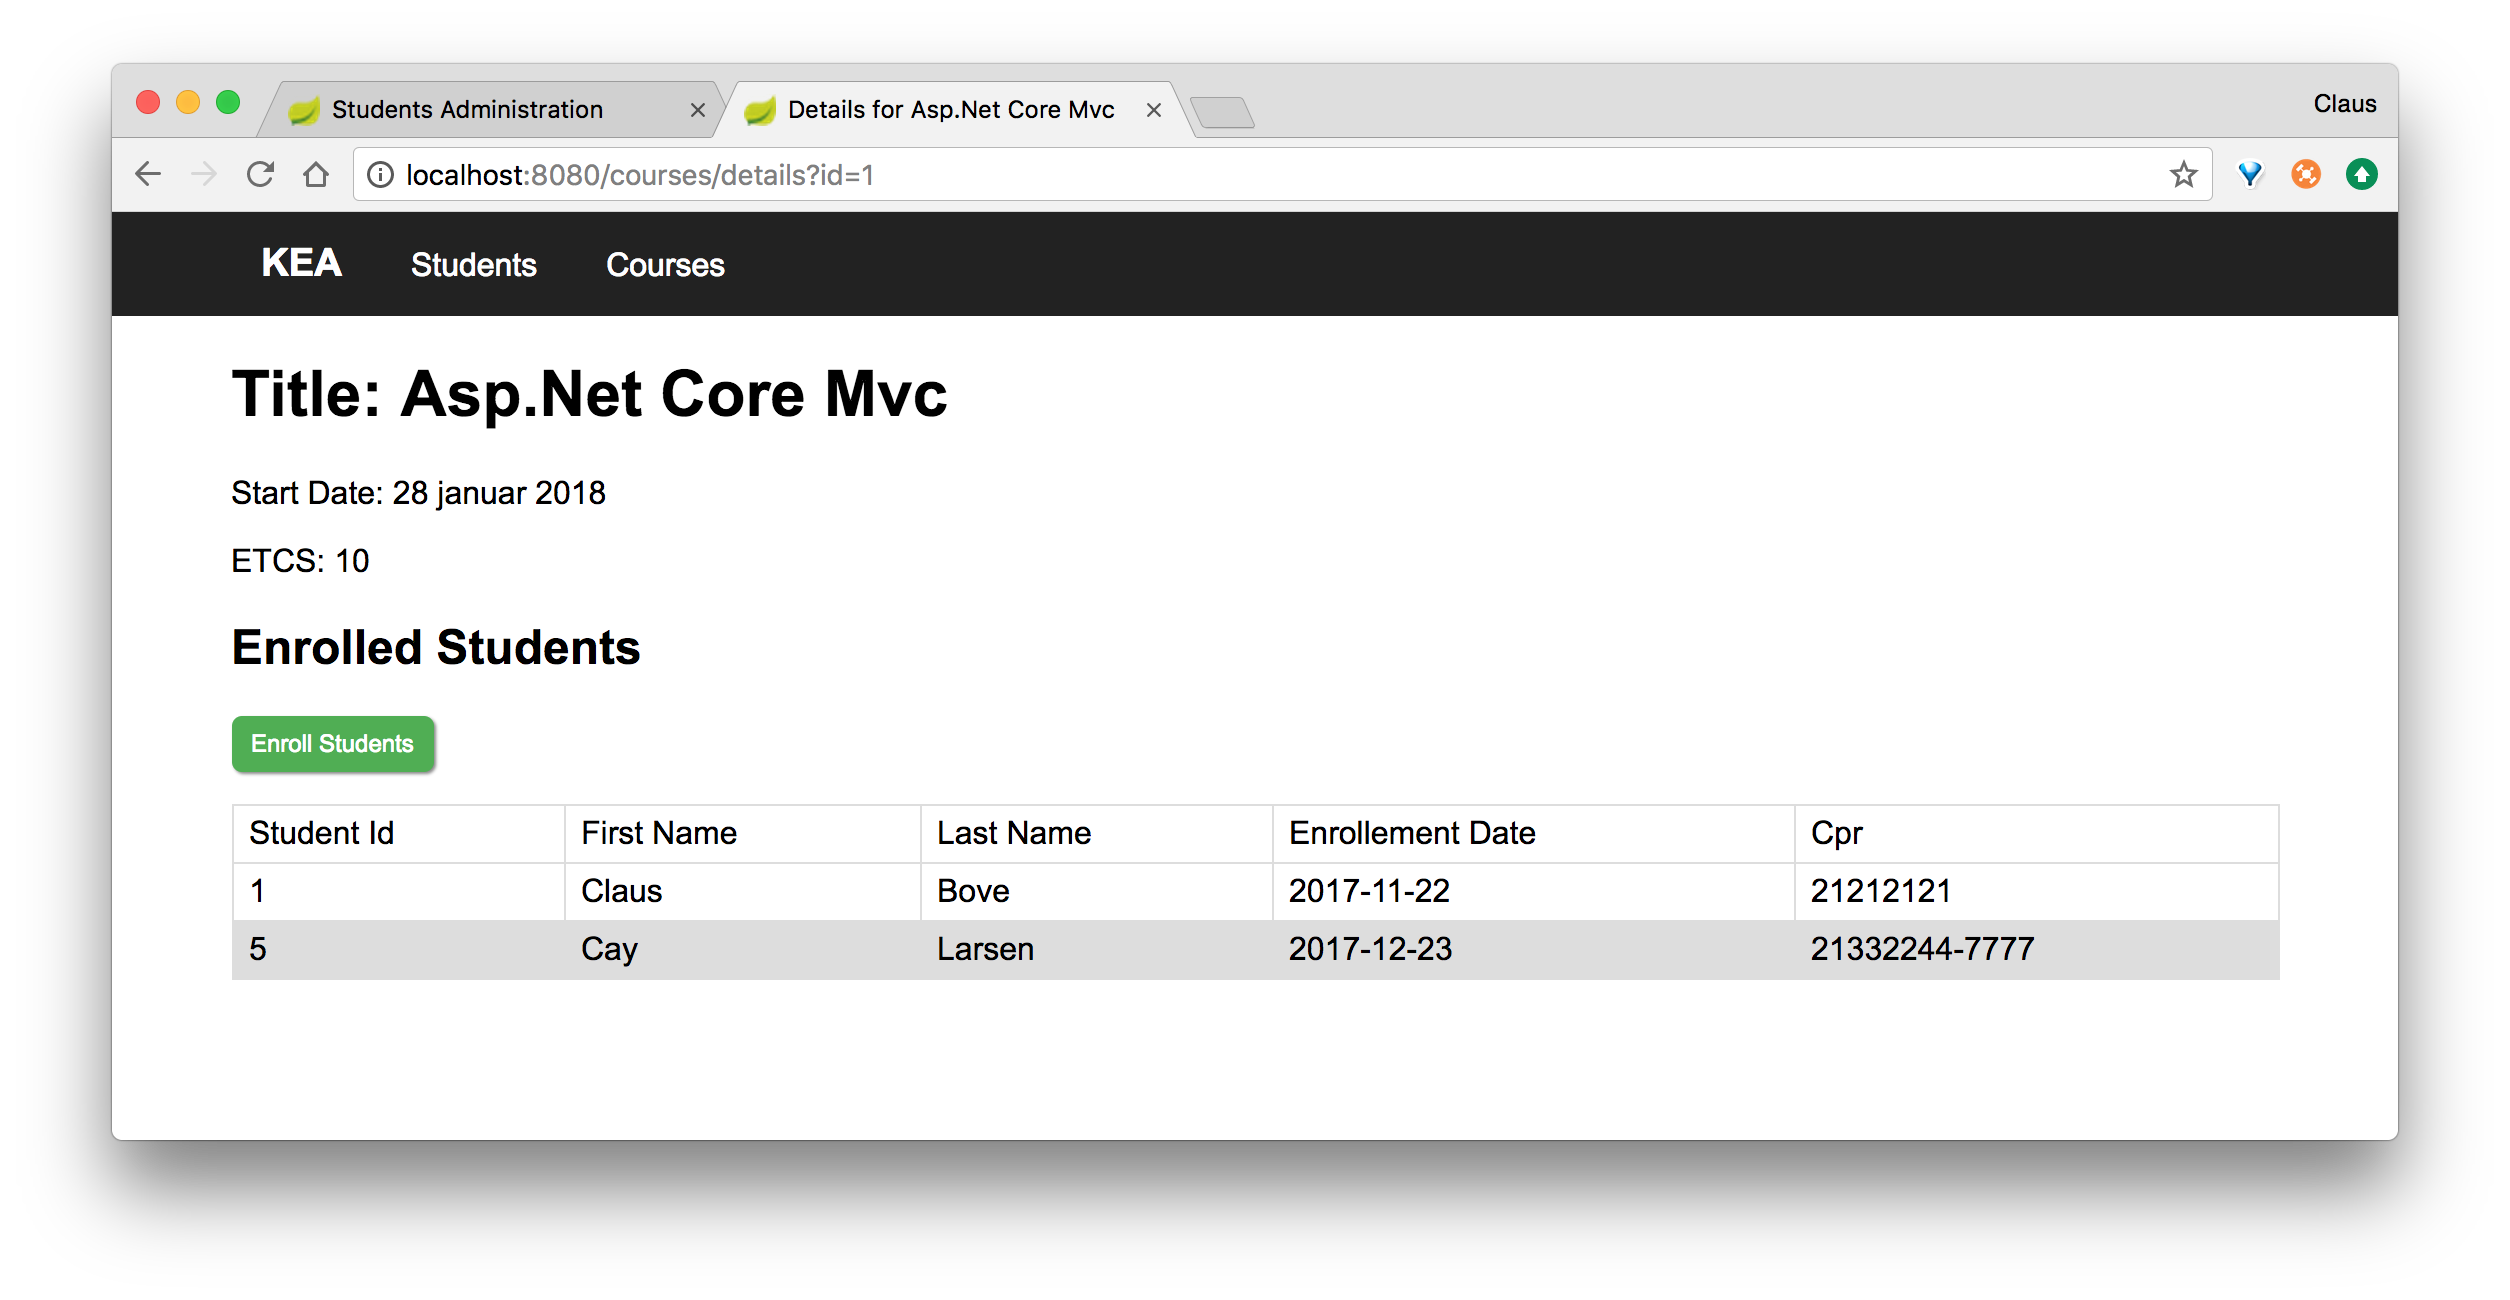 Students Administration Details for Asp.Net Core Mvc Claus
localhost:8080/courses/details?id=1
KEA Students Courses
Title: Asp.Net Core Mvc
Start Date: 28 januar 2018
ETCS: 10
Enrolled Students
Enroll Students
Student Id First Name Last Name Enrollement Date Cpr
1 Claus Bove 2017-11-22 21212121
5 Cay Larsen 2017-12-23 21332244-7777